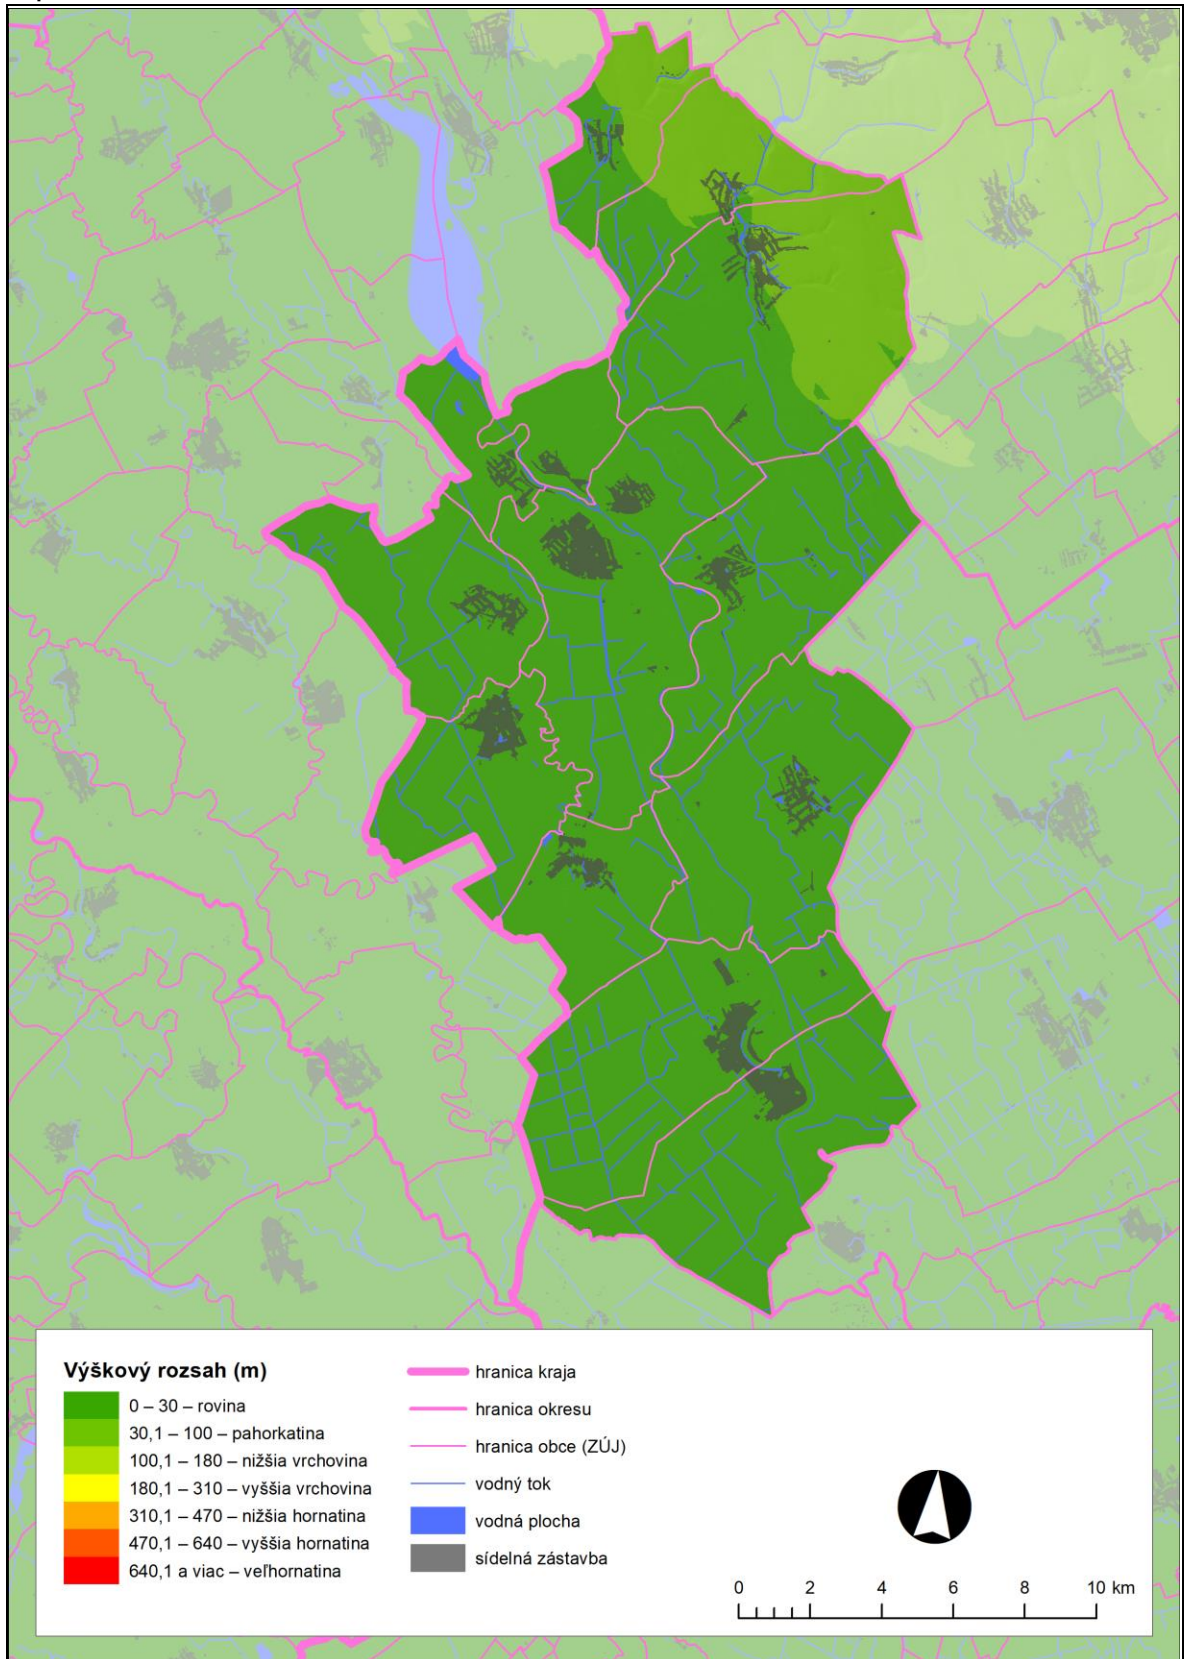 Výškový rozsah (m)
0 – 30 – rovina
30,1 – 100 – pahorkatina
100,1 – 180 – nižšia vrchovina
180,1 – 310 – vyššia vrchovina
310,1 – 470 – nižšia hornatina
470,1 – 640 – vyššia hornatina
640,1 a viac – veľhornatina
hranica kraja
hranica okresu
hranica obce (ZÚJ)
vodný tok
vodná plocha
sídelná zástavba
0 2 4 6 8 10 km